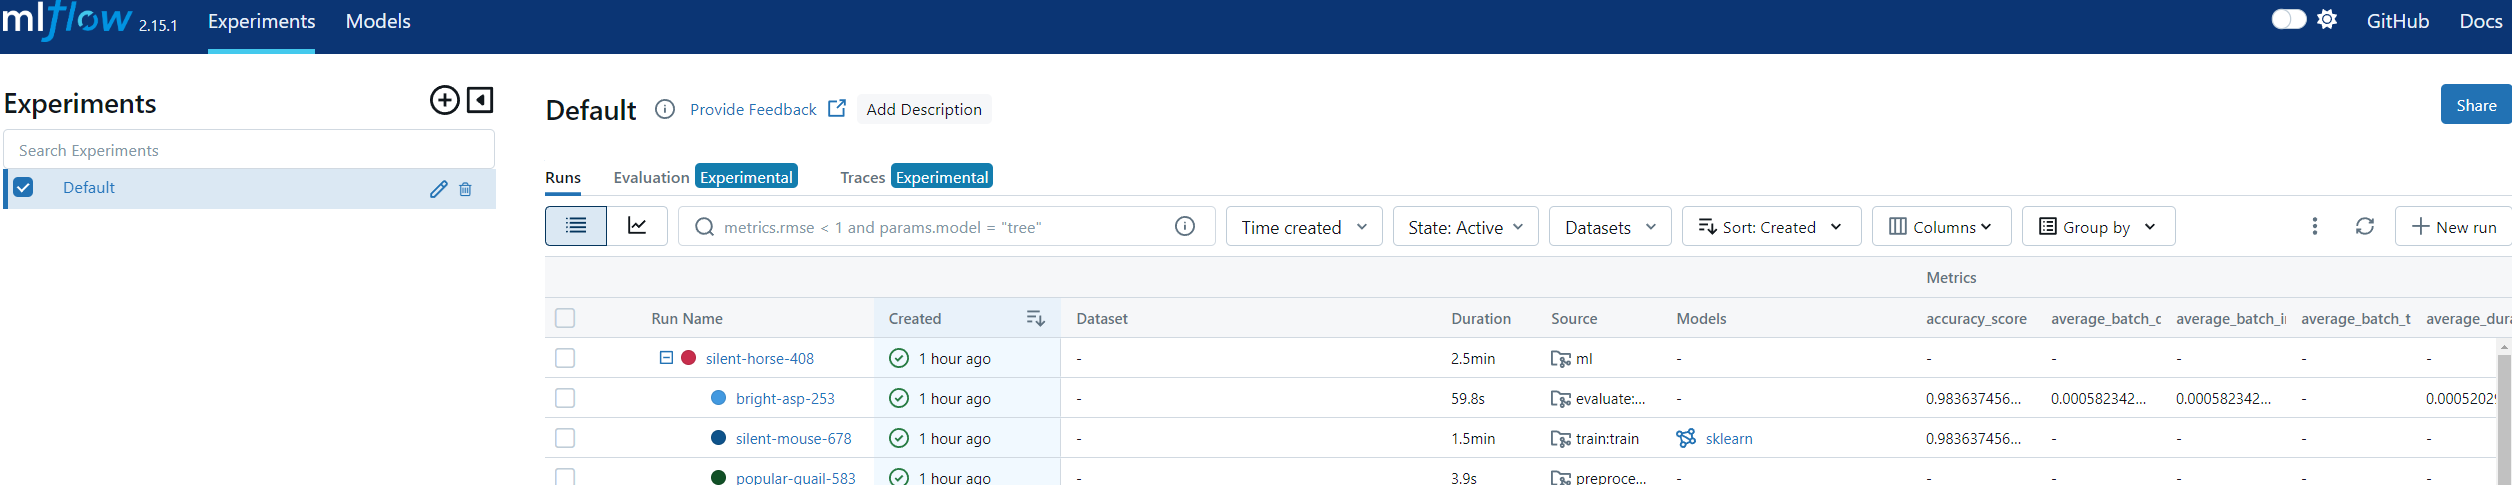 mlflow 2.15.1 Experiments Models GitHub Docs
Experiments
Search Experiments
Default
Default Provide Feedback Add Description Share
Runs Evaluation Experimental Traces Experimental
metrics.rmse < 1 and params.model = "tree" Time created State: Active Datasets Sort: Created Columns Group by New run
Metrics
Run Name Created Dataset Duration Source Models accuracy_score average_batch_ average_batch_i average_batch_t average_dura
silent-horse-408 1 hour ago - 2.5min ml - - - - - -
bright-asp-253 1 hour ago - 59.8s evaluate:... - 0.983637456... 0.000582342... 0.000582342... - 0.0005202
silent-mouse-678 1 hour ago - 1.5min train:train sklearn 0.983637456... - - - -
popular-quail-583 1 hour ago - 3.9s preproce... - - - - - -